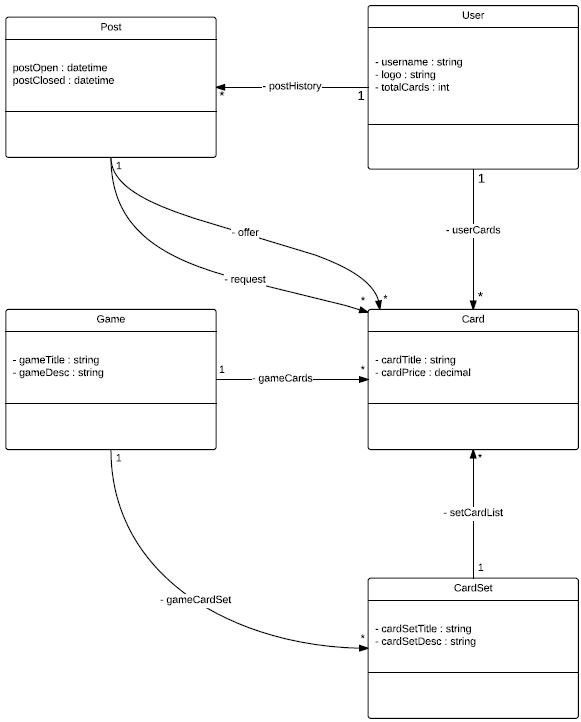 Post
postOpen : datetime
postClosed : datetime
User
- username : string
- logo : string
- totalCards : int
- postHistory
*
1
1
1
- userCards
- offer
- request
*
*
*
Game
- gameTitle : string
- gameDesc : string
Card
- cardTitle : string
- cardPrice : decimal
1
- gameCards
*
1
*
- setCardList
1
- gameCardSet
*
CardSet
- cardSetTitle : string
- cardSetDesc : string